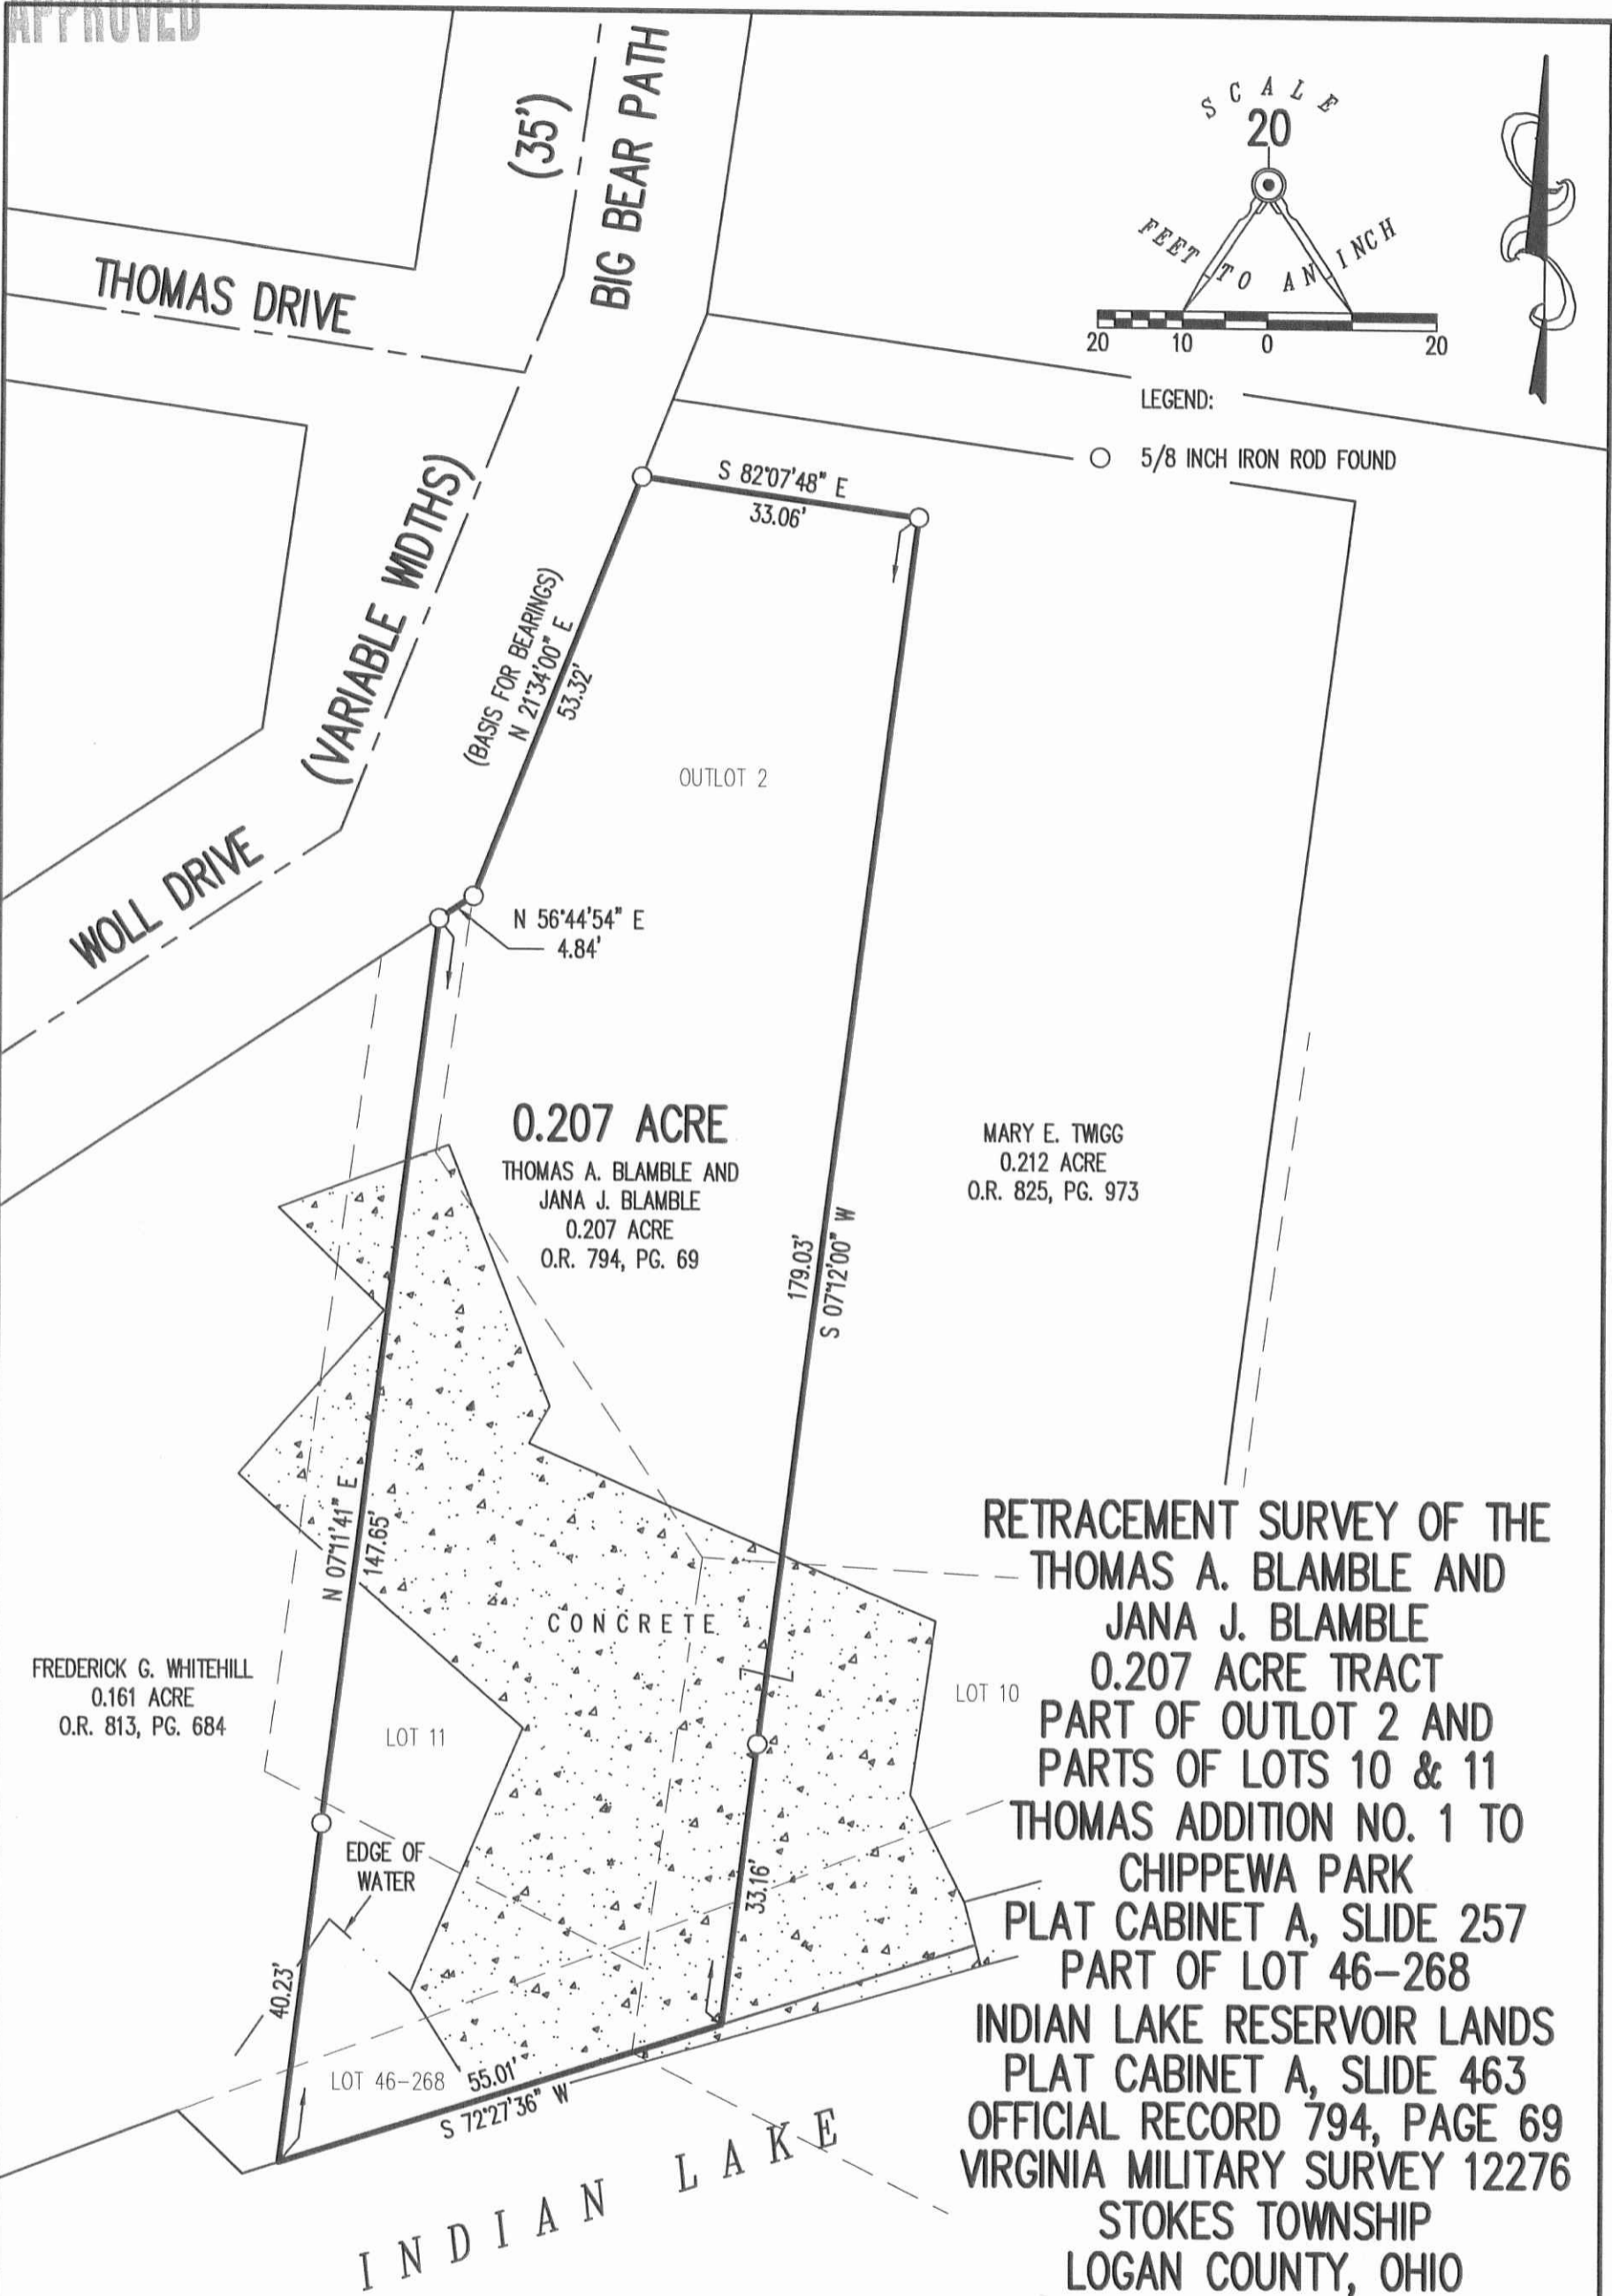 APPROVED
(35')
BIG BEAR PATH
THOMAS DRIVE
SCALE
20
FEET TO AN INCH
20 10 0 20
LEGEND:
5/8 INCH IRON ROD FOUND
S 82°07'48" E
33.06'
(VARIABLE WIDTHS)
(BASIS FOR BEARINGS)
N 21°34'00" E
53.32'
OUTLOT 2
WOLL DRIVE
N 56°44'54" E
4.84'
0.207 ACRE
THOMAS A. BLAMBLE AND
JANA J. BLAMBLE
0.207 ACRE
O.R. 794, PG. 69
MARY E. TWIGG
0.212 ACRE
O.R. 825, PG. 973
179.03'
S 07°12'00" W
N 07°11'41" E
147.65'
CONCRETE
FREDERICK G. WHITEHILL
0.161 ACRE
O.R. 813, PG. 684
LOT 11
LOT 10
EDGE OF
WATER
33.16'
40.23'
LOT 46-268
55.01'
S 72°27'36" W
INDIAN LAKE
RETRACEMENT SURVEY OF THE
THOMAS A. BLAMBLE AND
JANA J. BLAMBLE
0.207 ACRE TRACT
PART OF OUTLOT 2 AND
PARTS OF LOTS 10 & 11
THOMAS ADDITION NO. 1 TO
CHIPPEWA PARK
PLAT CABINET A, SLIDE 257
PART OF LOT 46-268
INDIAN LAKE RESERVOIR LANDS
PLAT CABINET A, SLIDE 463
OFFICIAL RECORD 794, PAGE 69
VIRGINIA MILITARY SURVEY 12276
STOKES TOWNSHIP
LOGAN COUNTY, OHIO